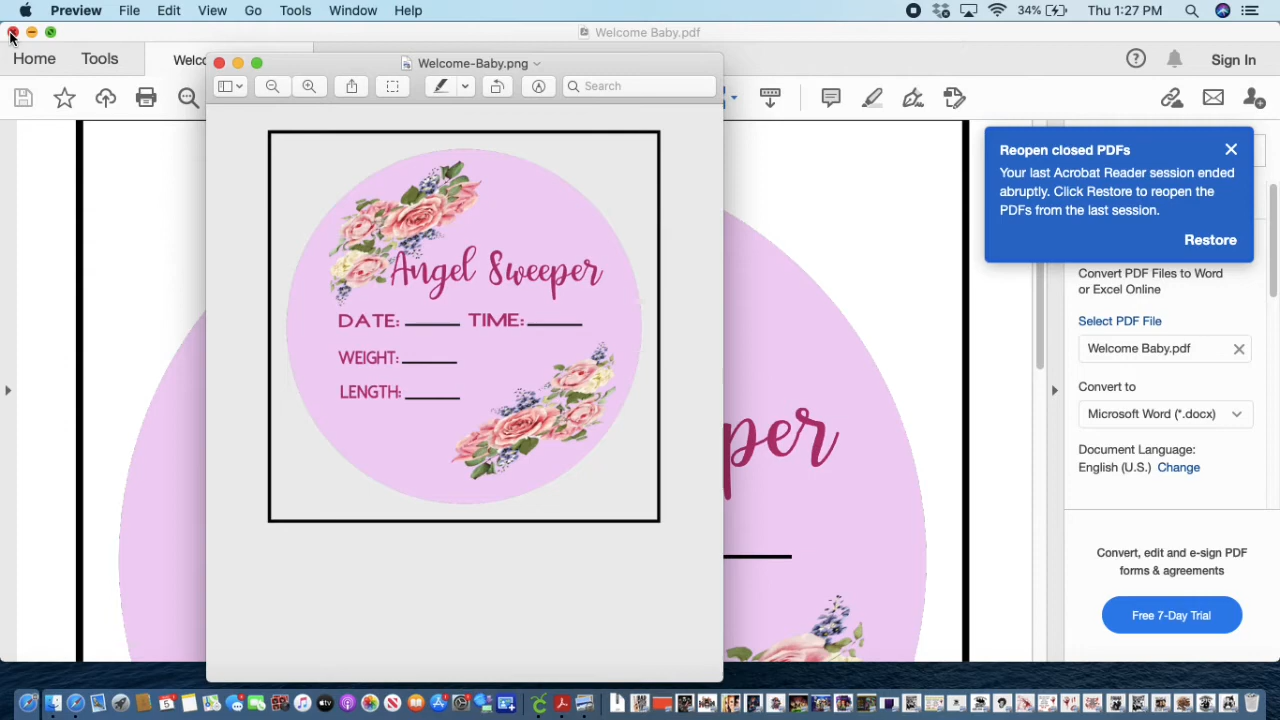 Preview File Edit View Go Tools Window Help 34% Thu 1:27 PM
Welcome Baby.pdf
Home Tools Welco Sign In
Welcome-Baby.png
Search
Angel Sweeper
DATE: TIME:
WEIGHT:
LENGTH:
per
Reopen closed PDFs
Your last Acrobat Reader session ended
abruptly. Click Restore to reopen the
PDFs from the last session.
Restore
Convert PDF Files to Word
or Excel Online
Select PDF File
Welcome Baby.pdf
Convert to
Microsoft Word (*.docx)
Document Language:
English (U.S.) Change
Convert, edit and e-sign PDF
forms & agreements
Free 7-Day Trial